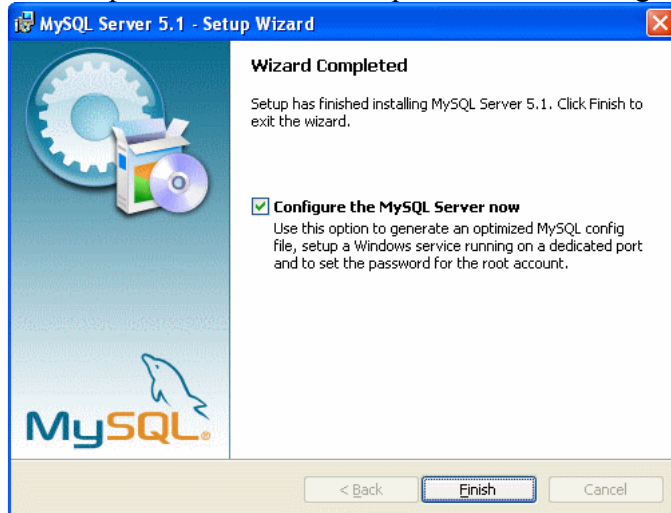 MySQL Server 5.1 - Setup Wizard
Wizard Completed
Setup has finished installing MySQL Server 5.1. Click Finish to
exit the wizard.
Configure the MySQL Server now
Use this option to generate an optimized MySQL config
file, setup a Windows service running on a dedicated port
and to set the password for the root account.
MySQL®
< Back
Finish
Cancel